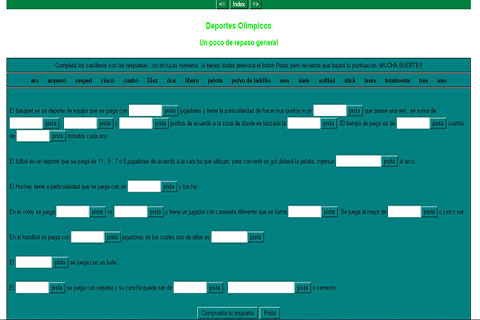 <= Index =>
Deportes Olimpicos
Un poco de repaso general
Completa los casilleros con las respuestas , no incluyas números, si tienes dudas presiona el botón Pista, pero recuerda que bajará tu puntuación. MUCHA SUERTE!!
aro arquero cesped cinco cuatro Diez dos libero pelota polvo de ladrillo seis siete softbol stick tenis totalmente tres uno
El básquet es un deporte de equipo que se juega con pista jugadores y tiene la particularidad de hacer sus puntos e un pista que posee una red , se suma de
pista , pista ó pista puntos de acuerdo a la zona de donde es lanzada la pista . El tiempo de juego es de pista cuartos
de pista minutos cada uno.
El fútbol es un deporte que se juega de 11 , 9 , 7 o 5 jugadores de acuerdo a la cancha que utilizan. para convertir un gol deberá la pelota, ingresar pista al arco.
El Hockey tiene a particularidad que se juega con un pista y bocha.
En el voley se juega pista vs pista y tiene un jugador con camiseta diferente que se llama pista . Se juega al mejor de pista o cinco set
En el handbol se juega con pista jugadores de los cuales uno de ellos es pista
El pista se juega con un bate.
El pista se juega con raqueta y su cancha puede ser de pista , pista o cemento.
Comprueba tu respuesta Pista